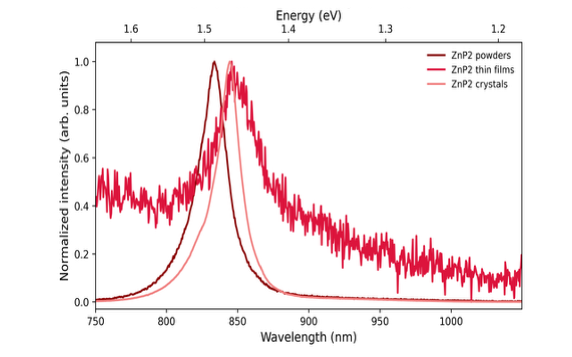 Energy (eV)
1.6 1.5 1.4 1.3 1.2
ZnP2 powders
ZnP2 thin films
ZnP2 crystals
Normalized intensity (arb. units)
1.0
0.8
0.6
0.4
0.2
0.0
750 800 850 900 950 1000
Wavelength (nm)